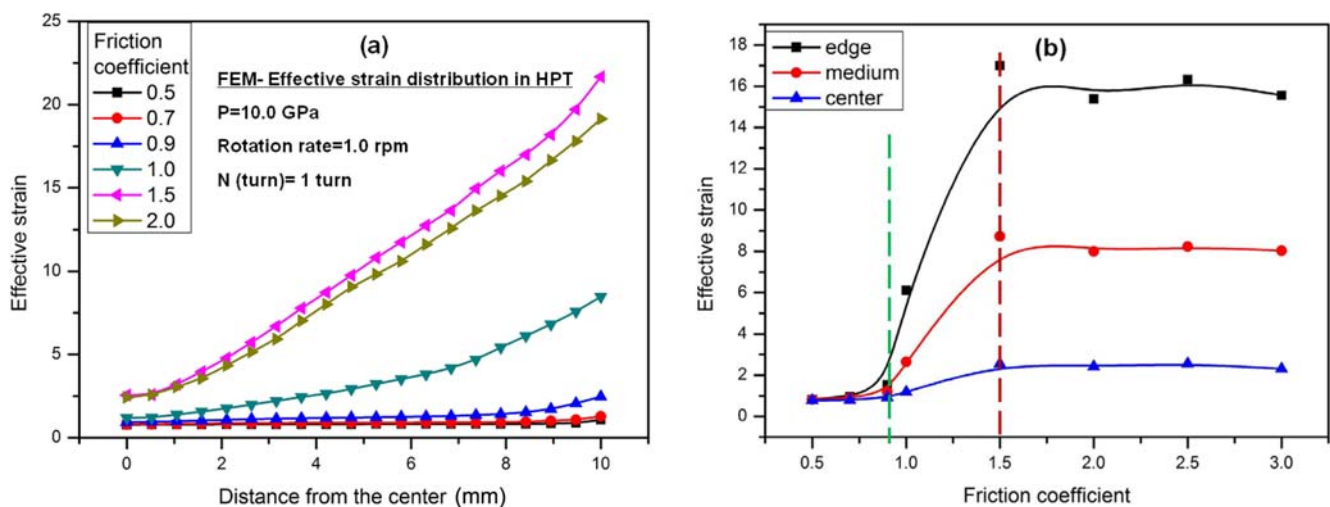 (a)
Friction
coefficient
0.5
0.7
0.9
1.0
1.5
2.0
FEM- Effective strain distribution in HPT
P=10.0 GPa
Rotation rate=1.0 rpm
N (turn)= 1 turn
25
20
15
10
5
0
Effective strain
0 2 4 6 8 10
Distance from the center (mm)
(b)
edge
medium
center
18
16
14
12
10
8
6
4
2
0
Effective strain
0.5 1.0 1.5 2.0 2.5 3.0
Friction coefficient